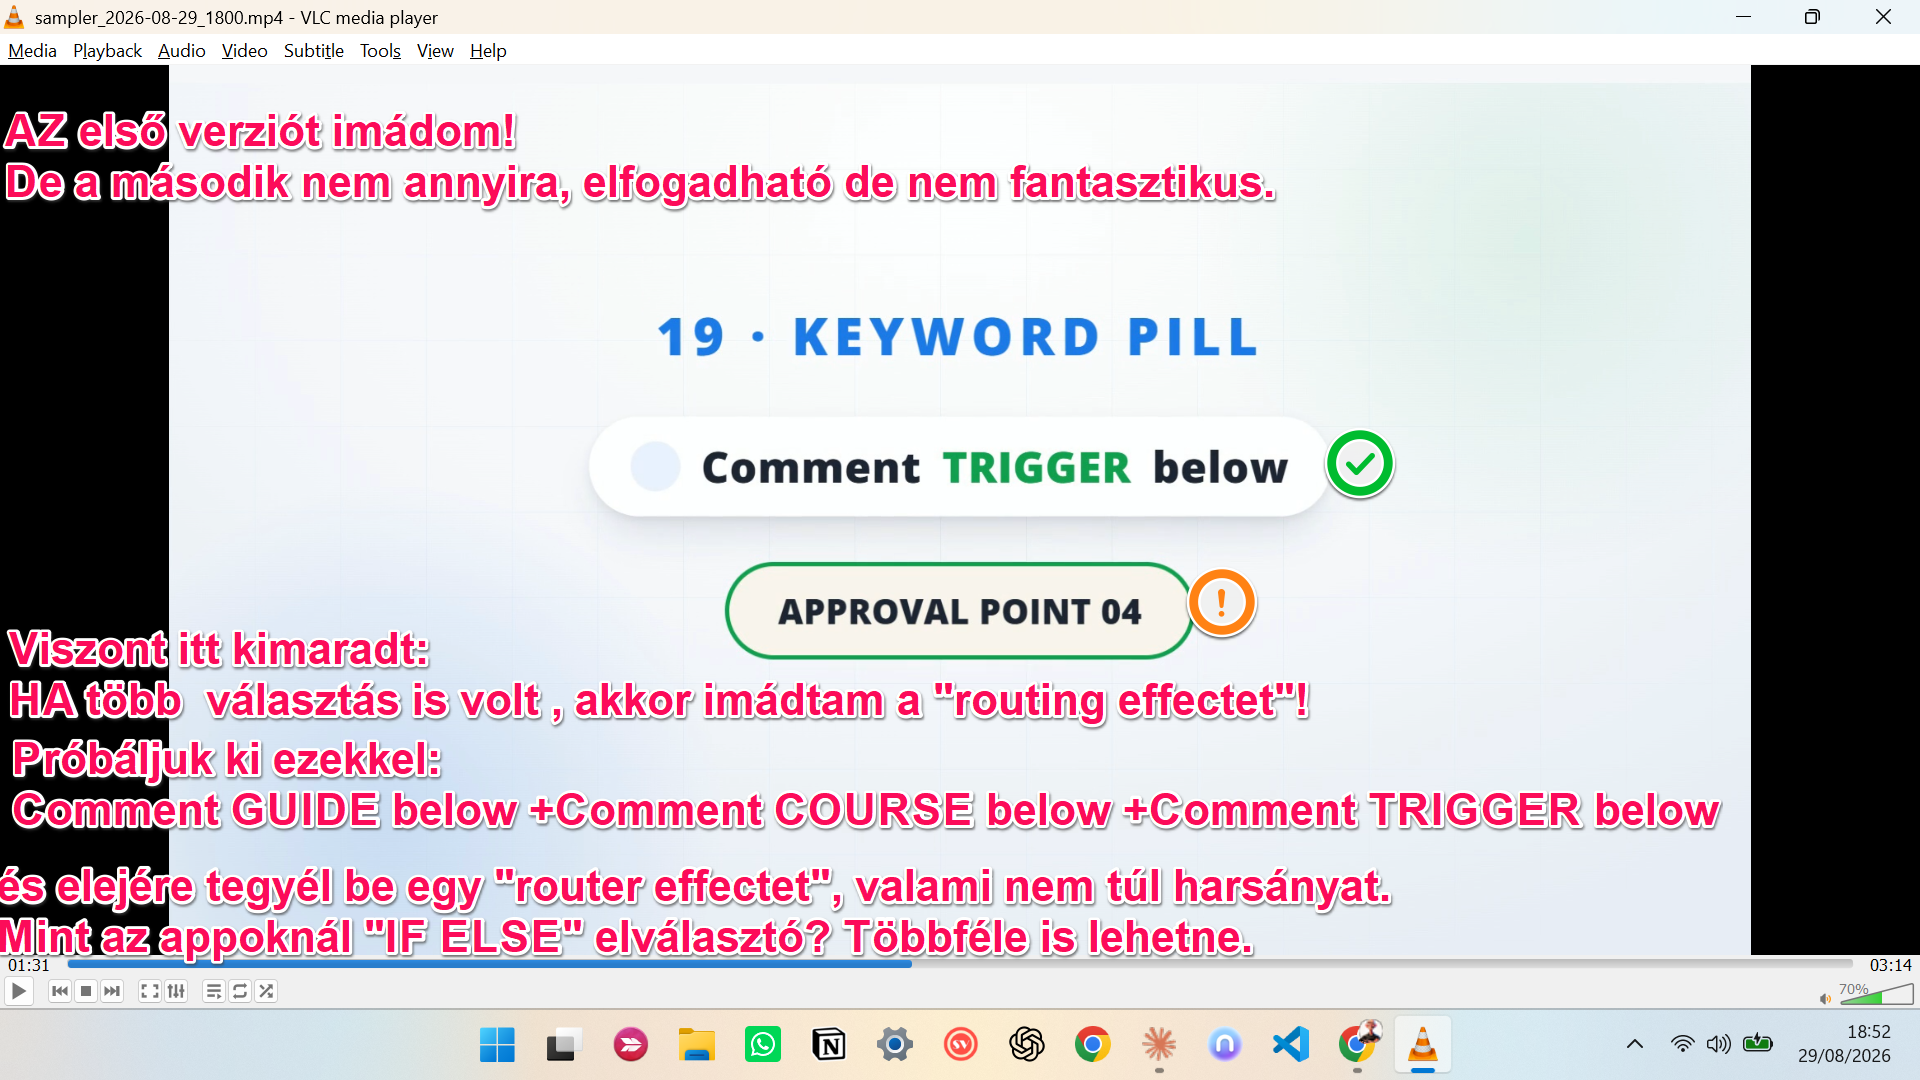 sampler_2026-08-29_1800.mp4 - VLC media player
Media Playback Audio Video Subtitle Tools View Help
AZ első verziót imádom!
De a második nem annyira, elfogadható de nem fantasztikus.
19 · KEYWORD PILL
Comment TRIGGER below
APPROVAL POINT 04
!
Viszont itt kimaradt:
HA több választás is volt , akkor imádtam a "routing effectet"!
Próbáljuk ki ezekkel:
Comment GUIDE below +Comment COURSE below +Comment TRIGGER below
és elejére tegyél be egy "router effectet", valami nem túl harsányat.
Mint az appoknál "IF ELSE" elválasztó? Többféle is lehetne.
01:31 03:14
70%
18:52
29/08/2026